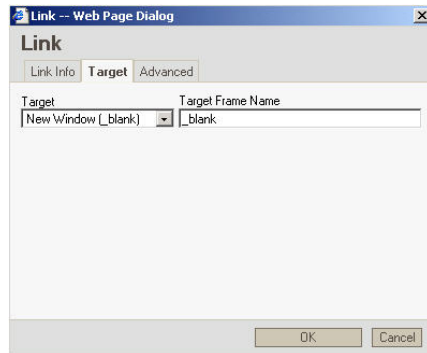 Link -- Web Page Dialog
Link
Link Info Target Advanced
Target Target Frame Name
New Window (_blank) _blank
OK Cancel